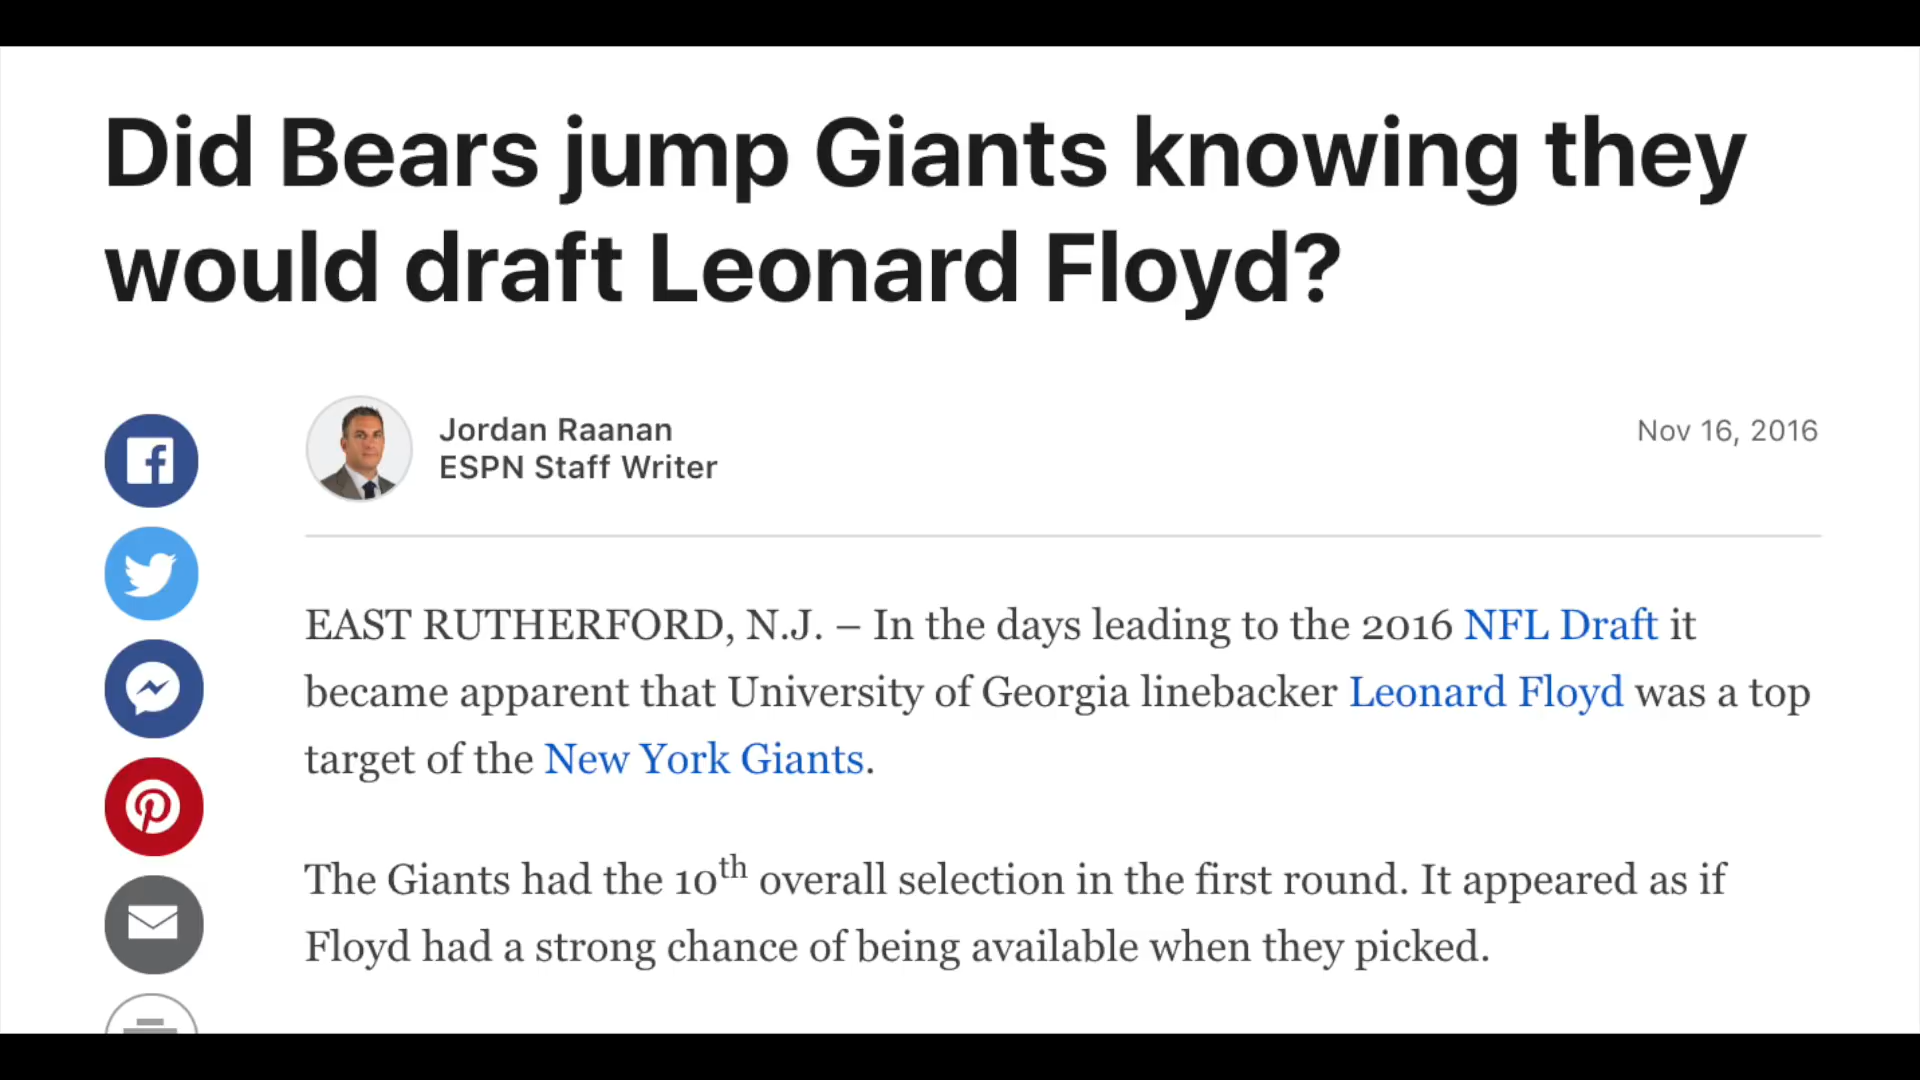 Did Bears jump Giants knowing they
would draft Leonard Floyd?
Jordan Raanan
ESPN Staff Writer
Nov 16, 2016
EAST RUTHERFORD, N.J. – In the days leading to the 2016 NFL Draft it
became apparent that University of Georgia linebacker Leonard Floyd was a top
target of the New York Giants.
The Giants had the 10th overall selection in the first round. It appeared as if
Floyd had a strong chance of being available when they picked.